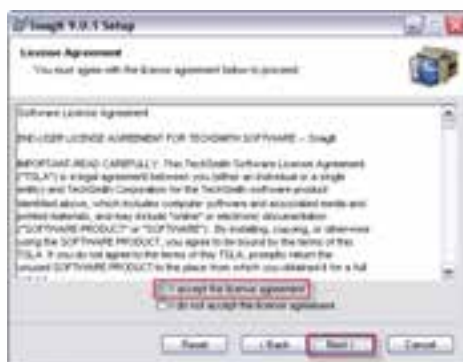 SnagIt 9.0.1 Setup
License Agreement
You must agree with the license agreement below to proceed.
Software License Agreement
END-USER LICENSE AGREEMENT FOR TECHSMITH SOFTWARE -- SnagIt
IMPORTANT-READ CAREFULLY: This TechSmith Software License Agreement
("TSLA") is a legal agreement between you (either an individual or a single
entity) and TechSmith Corporation for the TechSmith software product
identified above, which includes computer software and associated media and
printed materials, and may include "online" or electronic documentation
("SOFTWARE PRODUCT" or "SOFTWARE"). By installing, copying, or otherwise
using the SOFTWARE PRODUCT, you agree to be bound by the terms of this
TSLA. If you do not agree to the terms of this TSLA, promptly return the
unused SOFTWARE PRODUCT to the place from which you obtained it for a full
I accept the license agreement
I do not accept the license agreement
Reset
< Back
Next >
Cancel